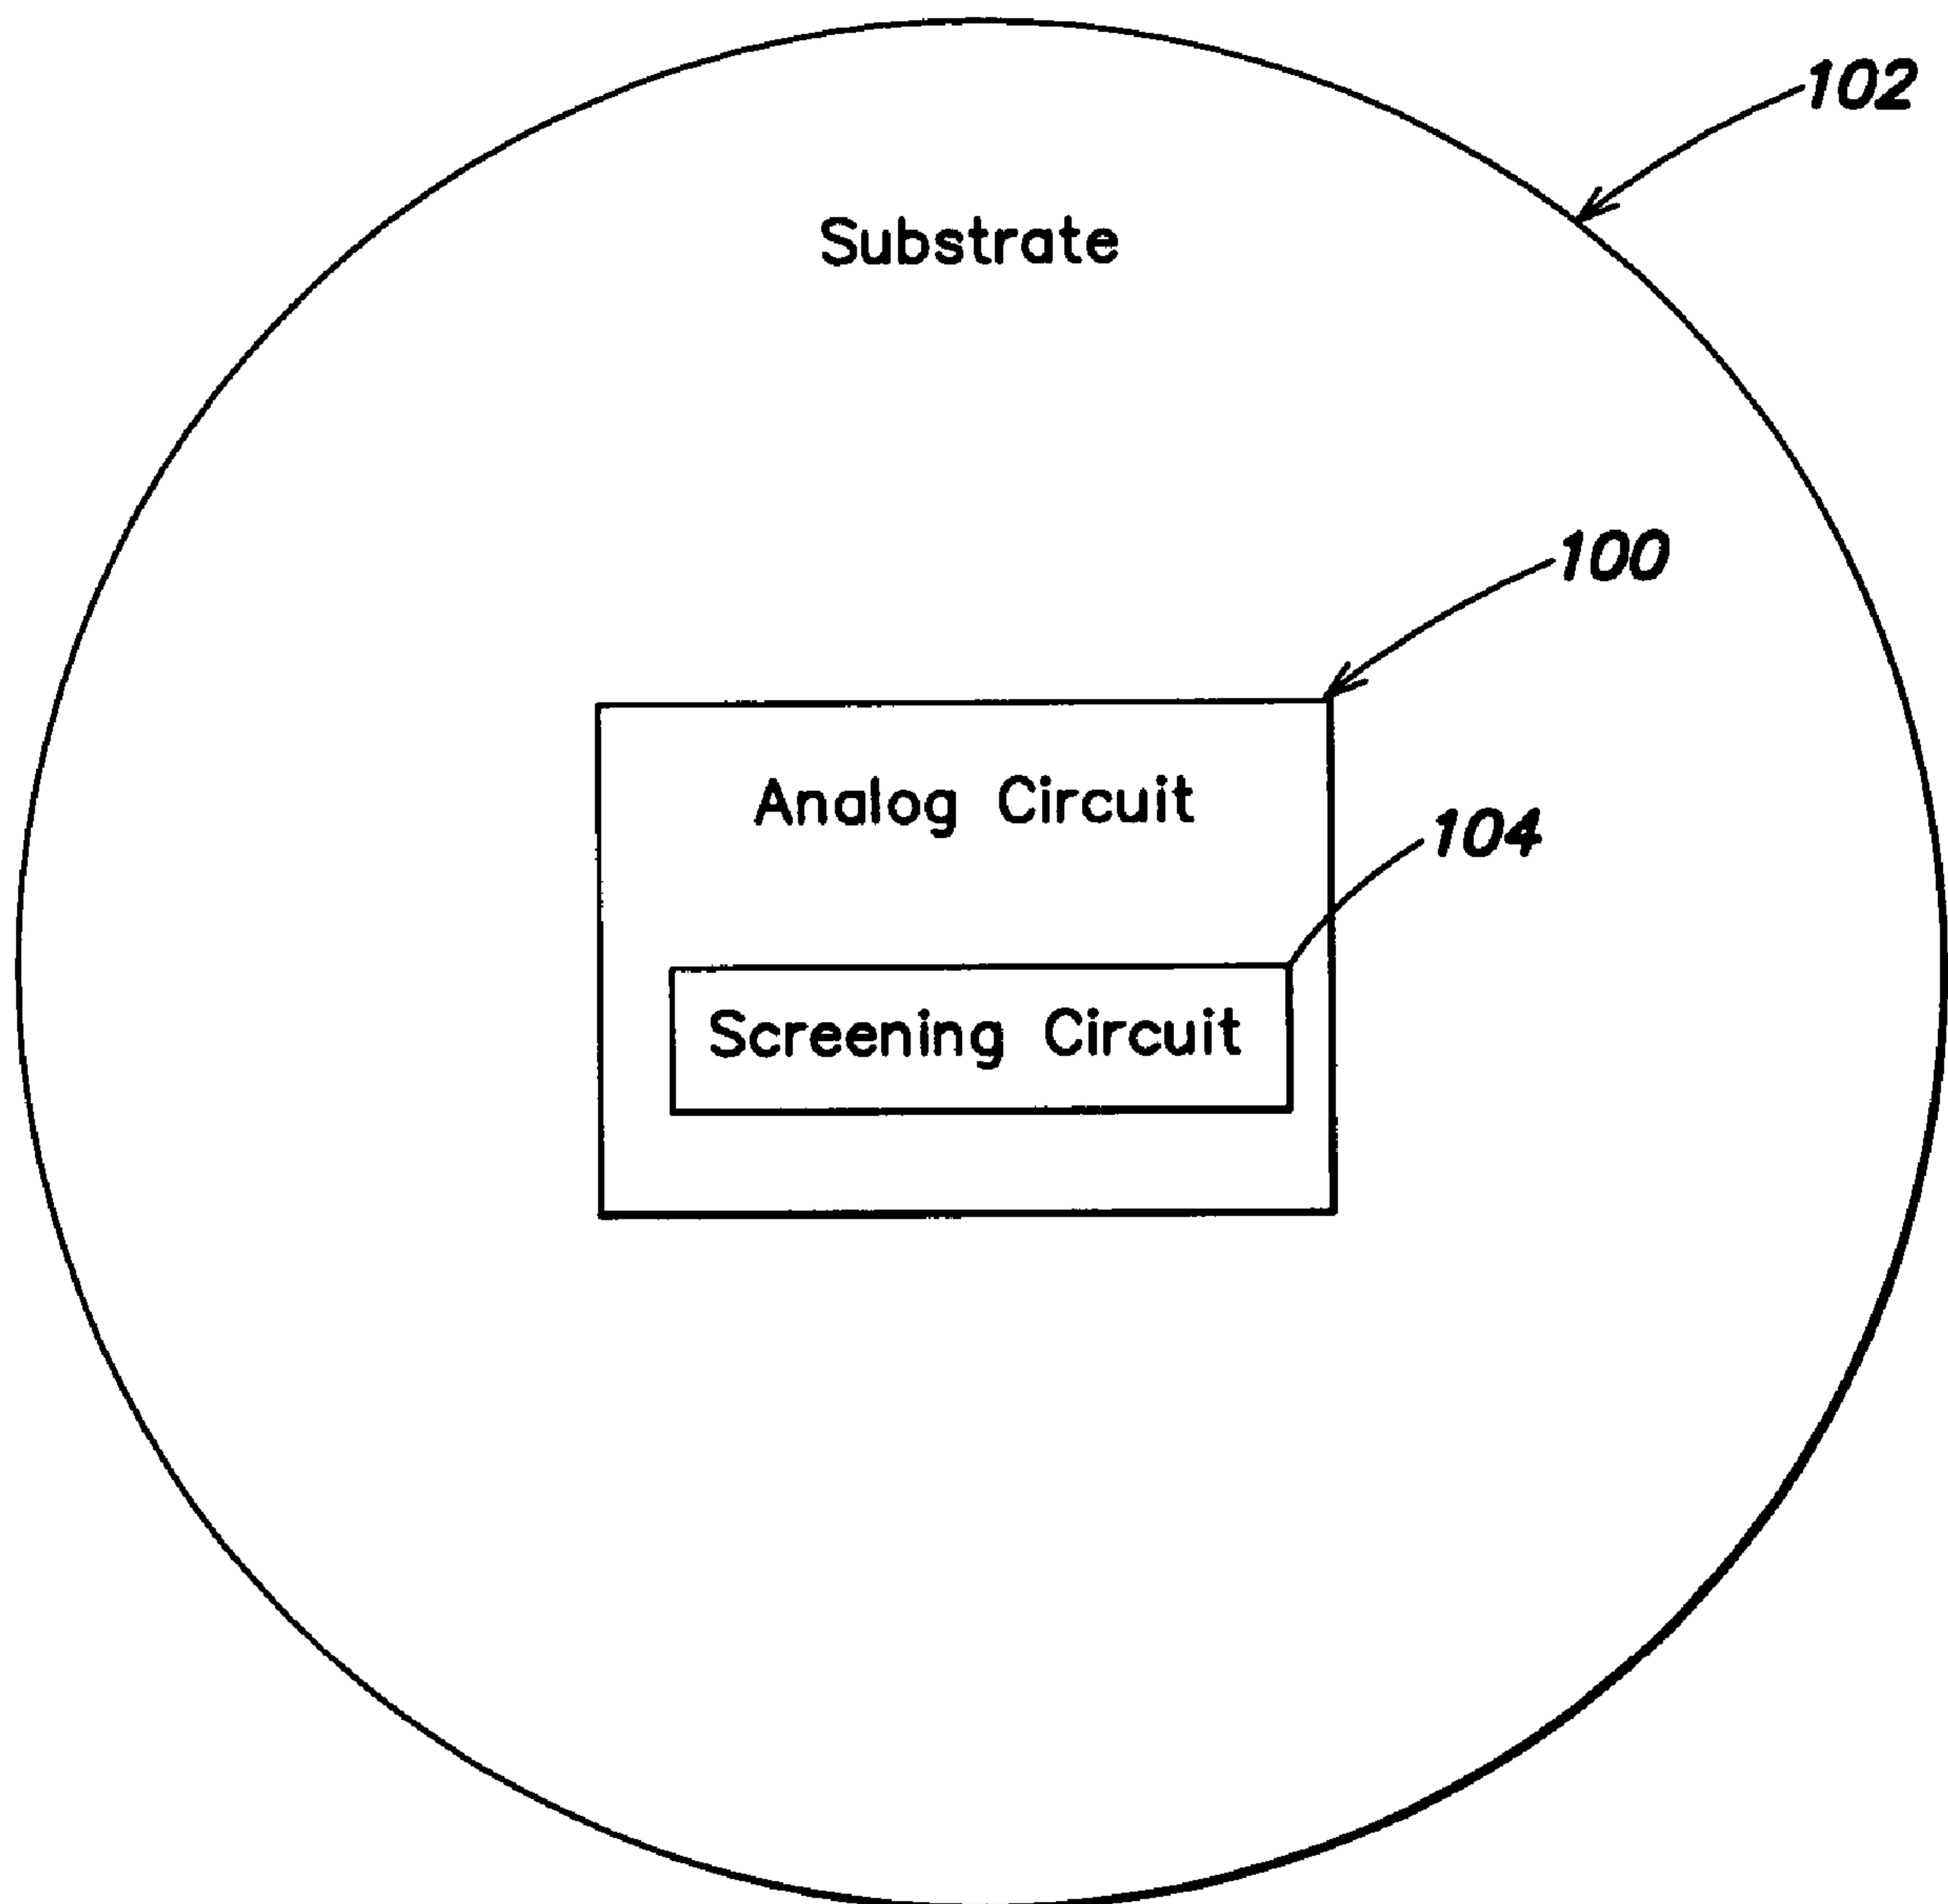 102
Substrate
100
Analog Circuit
104
Screening Circuit